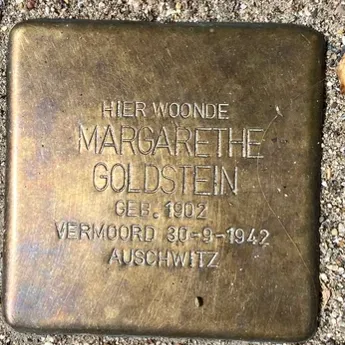 HIER WOONDE
MARGARETHE
GOLDSTEIN
GEB. 1902
VERMOORD 30-9-1942
AUSCHWITZ